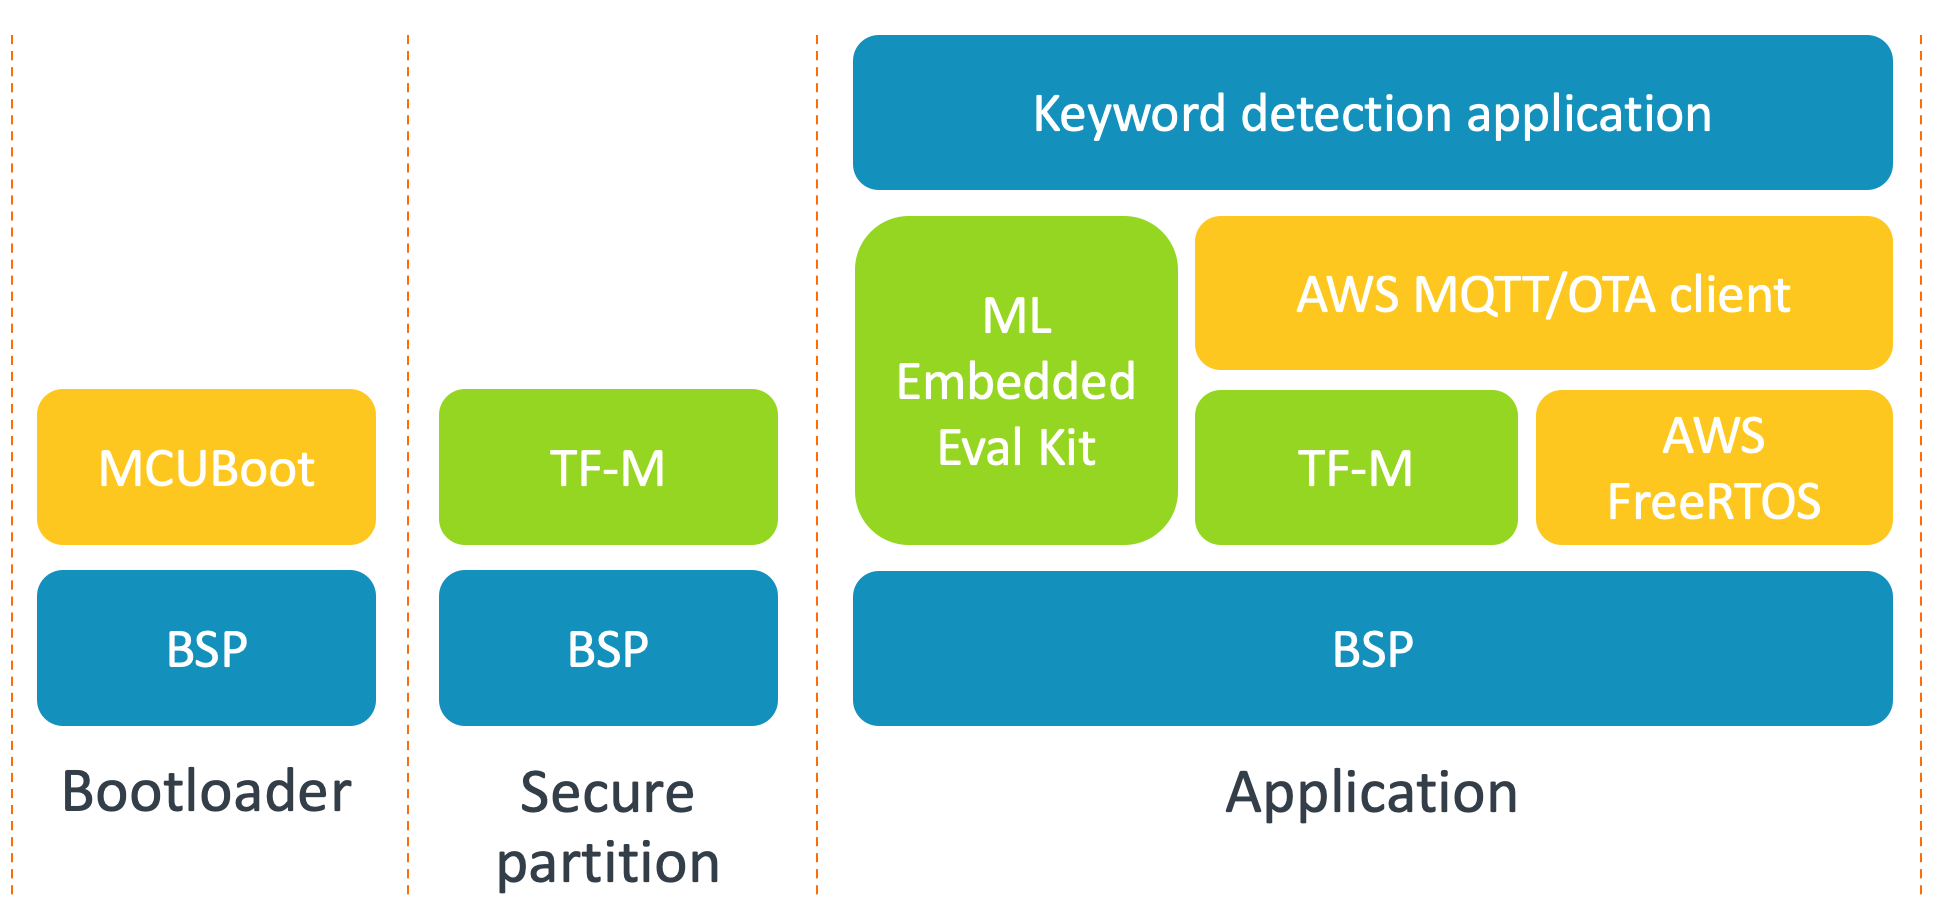 Keyword detection application
ML
Embedded
Eval Kit
AWS MQTT/OTA client
MCUBoot
TF-M
TF-M
AWS
FreeRTOS
BSP
BSP
BSP
Bootloader
Secure
partition
Application